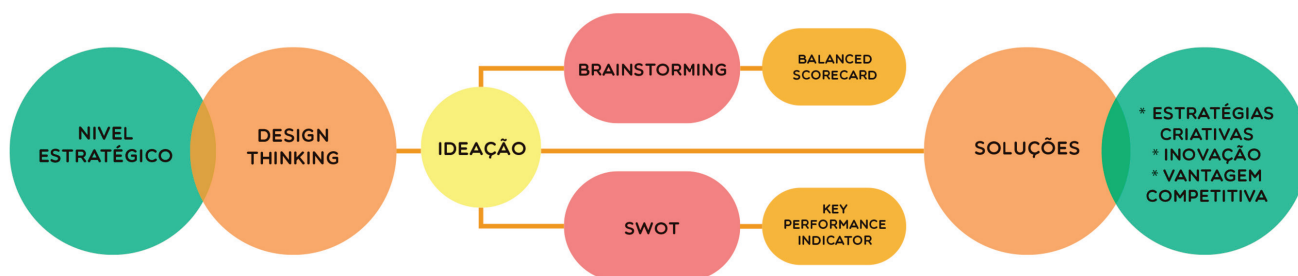 NIVEL
ESTRATÉGICO
DESIGN
THINKING
IDEAÇÃO
BRAINSTORMING
BALANCED
SCORECARD
SWOT
KEY
PERFORMANCE
INDICATOR
SOLUÇÕES
* ESTRATÉGIAS
CRIATIVAS
* INOVAÇÃO
* VANTAGEM
COMPETITIVA